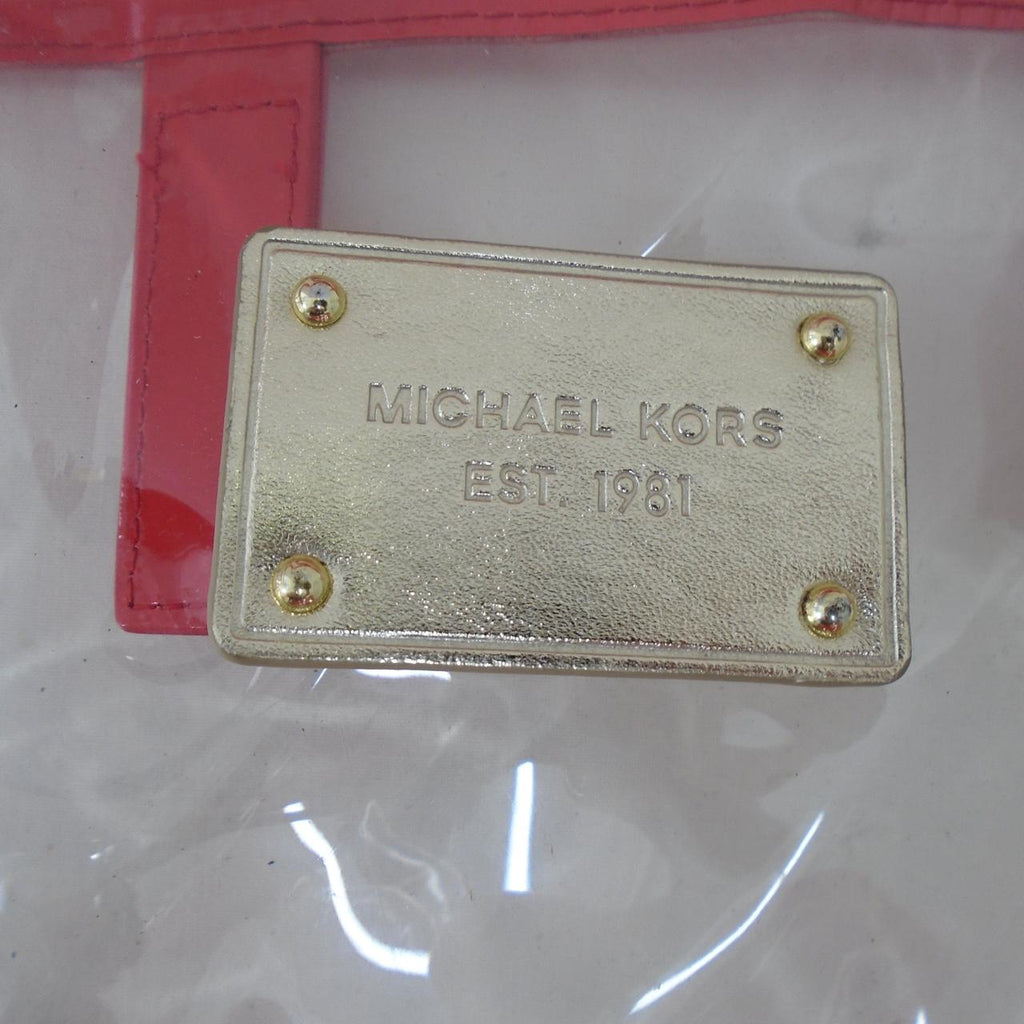 MICHAEL KORS
EST. 1981